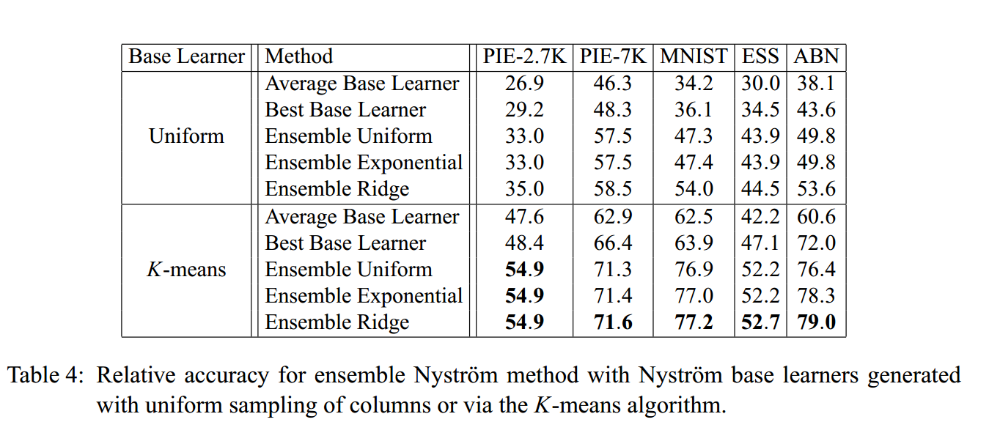 Base Learner Method PIE-2.7K PIE-7K MNIST ESS ABN
Average Base Learner 26.9 46.3 34.2 30.0 38.1
Best Base Learner 29.2 48.3 36.1 34.5 43.6
Uniform Ensemble Uniform 33.0 57.5 47.3 43.9 49.8
Ensemble Exponential 33.0 57.5 47.4 43.9 49.8
Ensemble Ridge 35.0 58.5 54.0 44.5 53.6
Average Base Learner 47.6 62.9 62.5 42.2 60.6
Best Base Learner 48.4 66.4 63.9 47.1 72.0
K-means Ensemble Uniform 54.9 71.3 76.9 52.2 76.4
Ensemble Exponential 54.9 71.4 77.0 52.2 78.3
Ensemble Ridge 54.9 71.6 77.2 52.7 79.0
Table 4: Relative accuracy for ensemble Nyström method with Nyström base learners generated
with uniform sampling of columns or via the K-means algorithm.